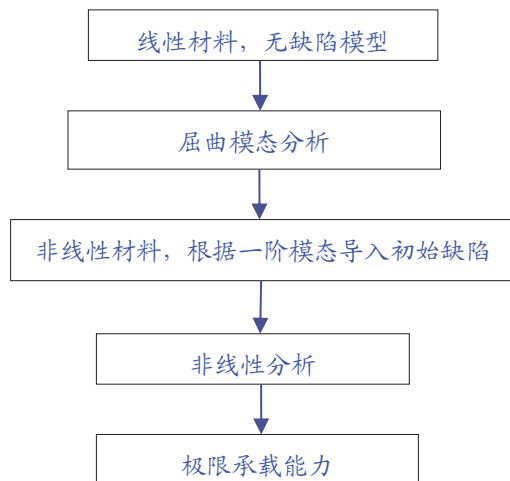 线性材料，无缺陷模型
屈曲模态分析
非线性材料，根据一阶模态导入初始缺陷
非线性分析
极限承载能力